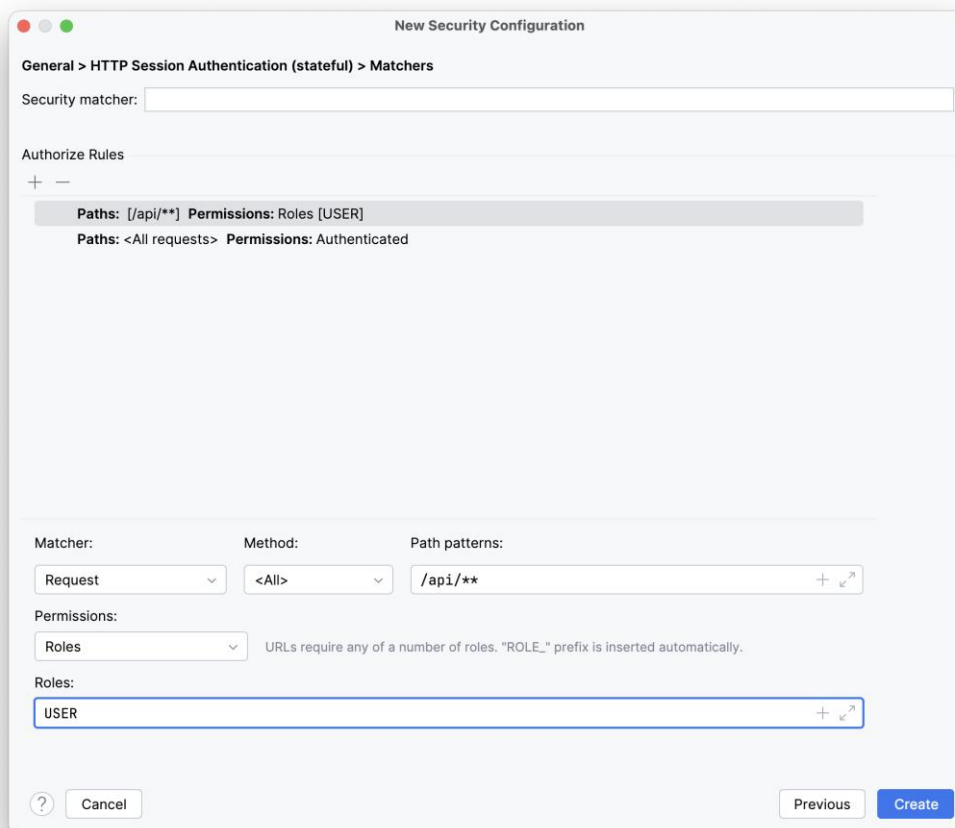 New Security Configuration
General > HTTP Session Authentication (stateful) > Matchers
Security matcher:
Authorize Rules
Paths: [/api/**] Permissions: Roles [USER]
Paths: <All requests> Permissions: Authenticated
Matcher: Method: Path patterns:
Request <All> /api/**
Permissions:
Roles URLs require any of a number of roles. "ROLE_" prefix is inserted automatically.
Roles:
USER
? Cancel Previous Create